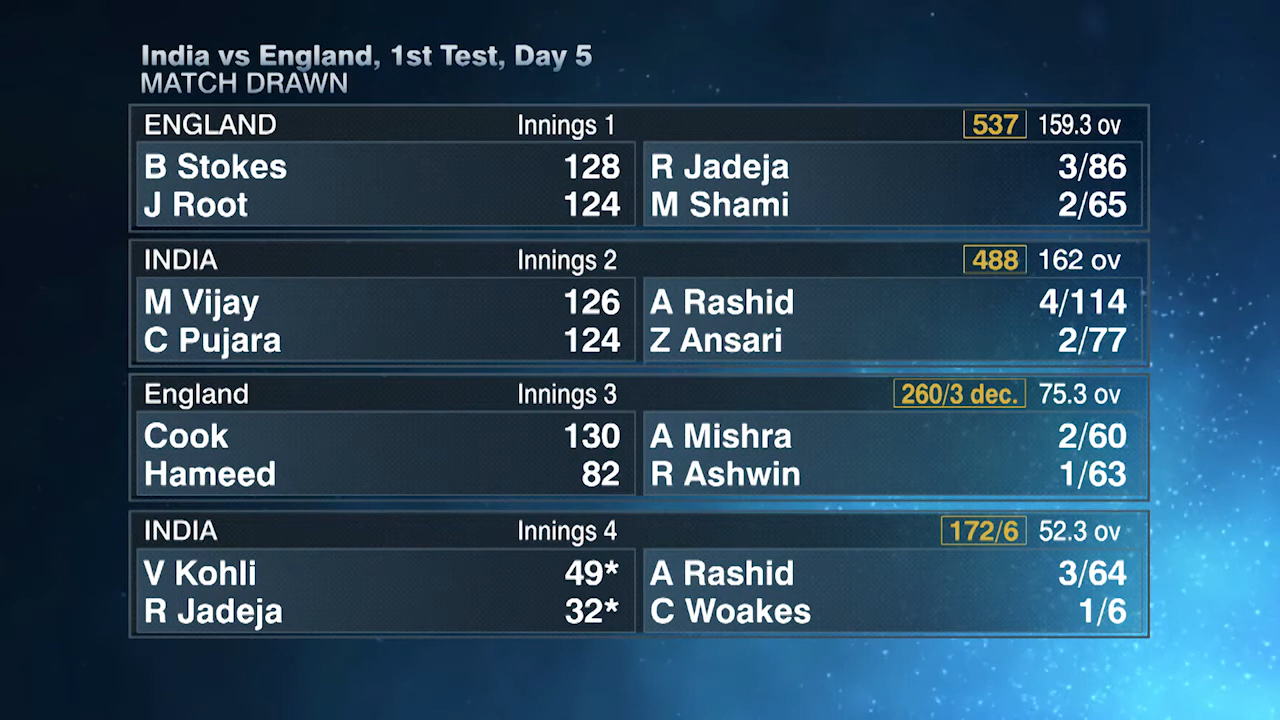 India vs England, 1st Test, Day 5
MATCH DRAWN
ENGLAND Innings 1 537 159.3 ov
B Stokes 128 R Jadeja 3/86
J Root 124 M Shami 2/65
INDIA Innings 2 488 162 ov
M Vijay 126 A Rashid 4/114
C Pujara 124 Z Ansari 2/77
England Innings 3 260/3 dec. 75.3 ov
Cook 130 A Mishra 2/60
Hameed 82 R Ashwin 1/63
INDIA Innings 4 172/6 52.3 ov
V Kohli 49* A Rashid 3/64
R Jadeja 32* C Woakes 1/6